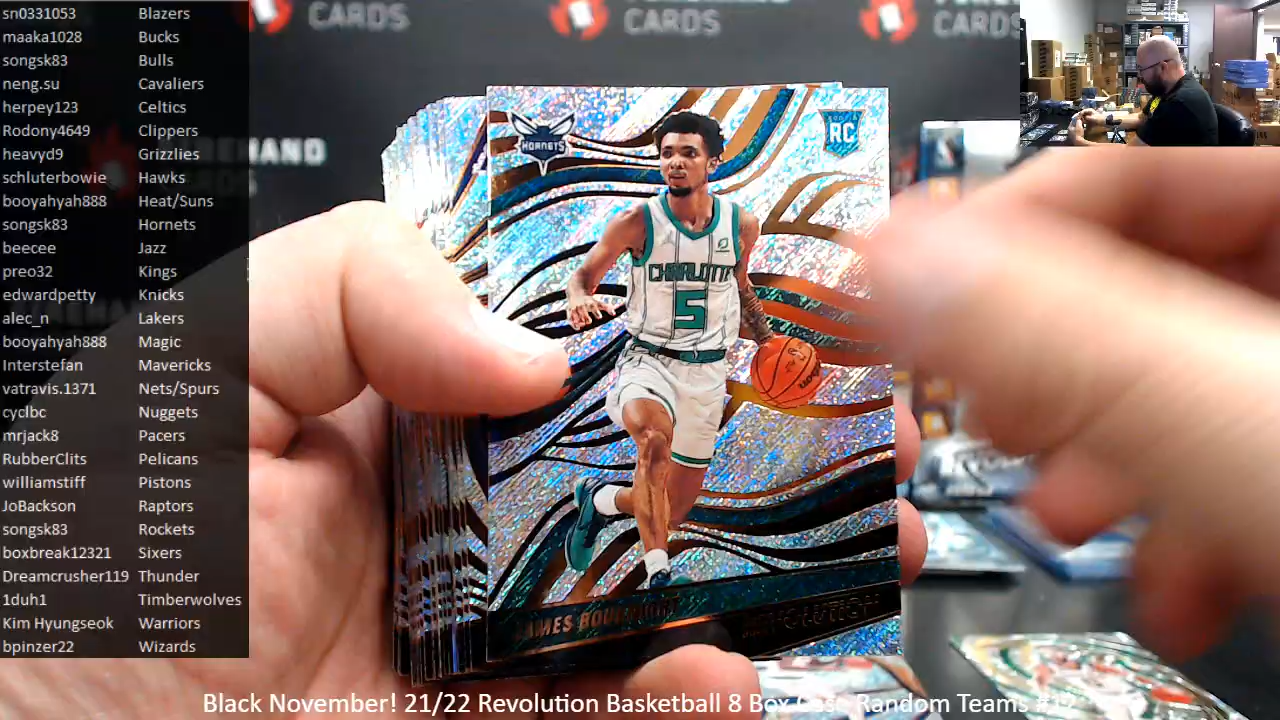 sn0331053 Blazers
maaka1028 Bucks
songsk83 Bulls
neng.su Cavaliers
herpey123 Celtics
Rodony4649 Clippers
heavyd9 Grizzlies
schluterbowie Hawks
booyahyah888 Heat/Suns
songsk83 Hornets
beecee Jazz
preo32 Kings
edwardpetty Knicks
alec_n Lakers
booyahyah888 Magic
Interstefan Mavericks
vatravis.1371 Nets/Spurs
cyclbc Nuggets
mrjack8 Pacers
RubberClits Pelicans
williamstiff Pistons
JoBackson Raptors
songsk83 Rockets
boxbreak12321 Sixers
Dreamcrusher119 Thunder
1duh1 Timberwolves
Kim Hyungseok Warriors
bpinzer22 Wizards
CARDS
CARDS
CARDS
HORNETS
RC
CHARLOTTE
5
JAMES
REVOLUTION
Black November! 21/22 Revolution Basketball 8 Box Case Random Teams